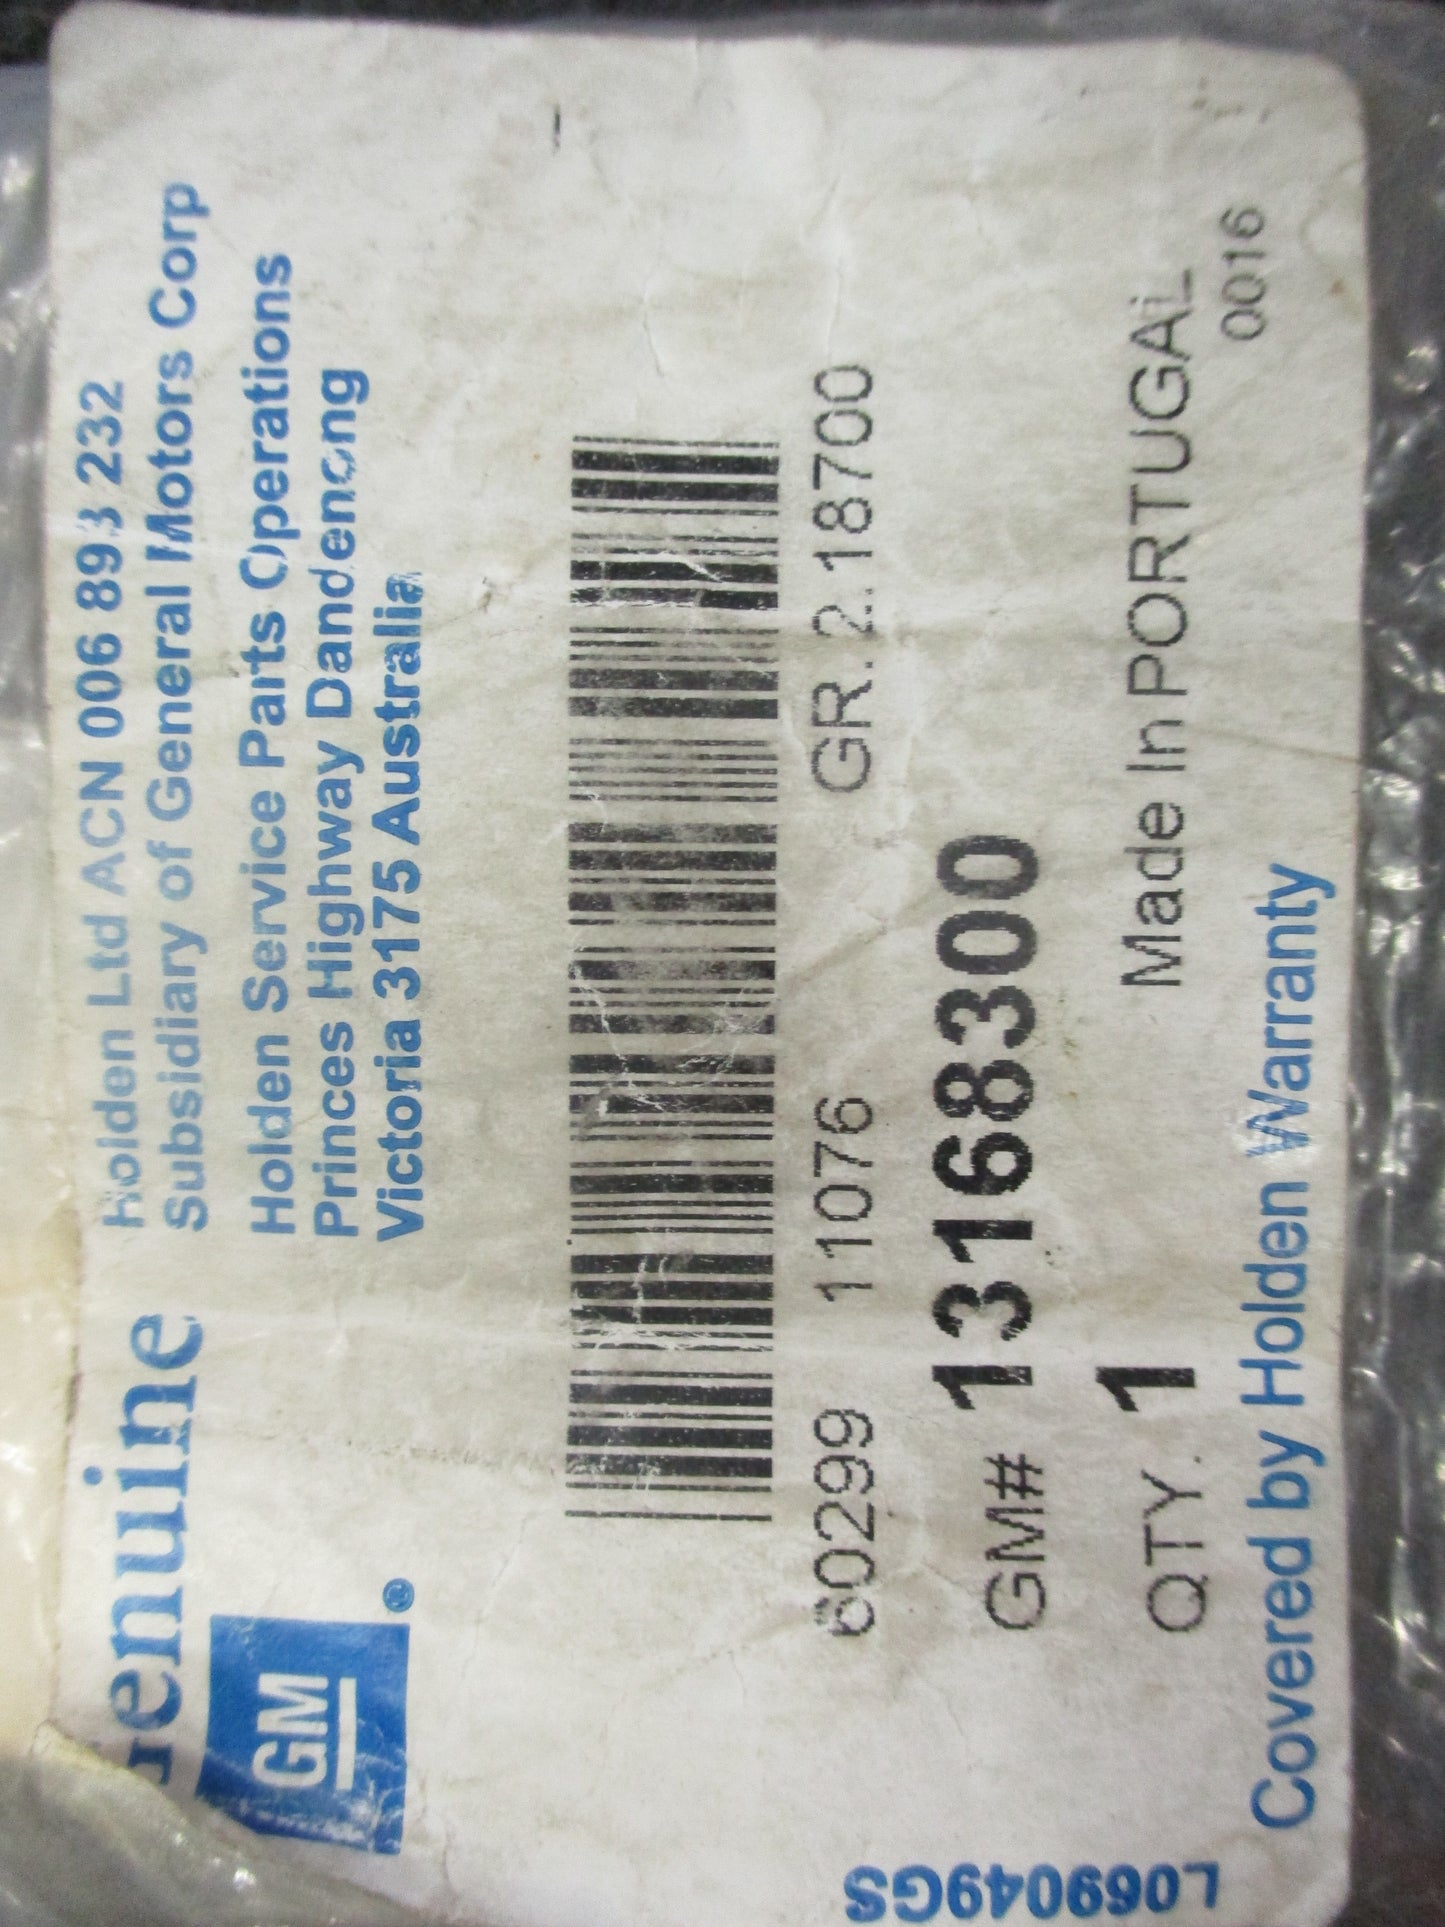 Genuine
GM®
Holden Ltd ACN 006 893 232
Subsidiary of General Motors Corp
Holden Service Parts Operations
Princes Highway Dandenong
Victoria 3175 Australia
60299 11076 GR. 2.18700
GM# 13168300
QTY. 1 Made In PORTUGAL
0016
Covered by Holden Warranty
L069049GS